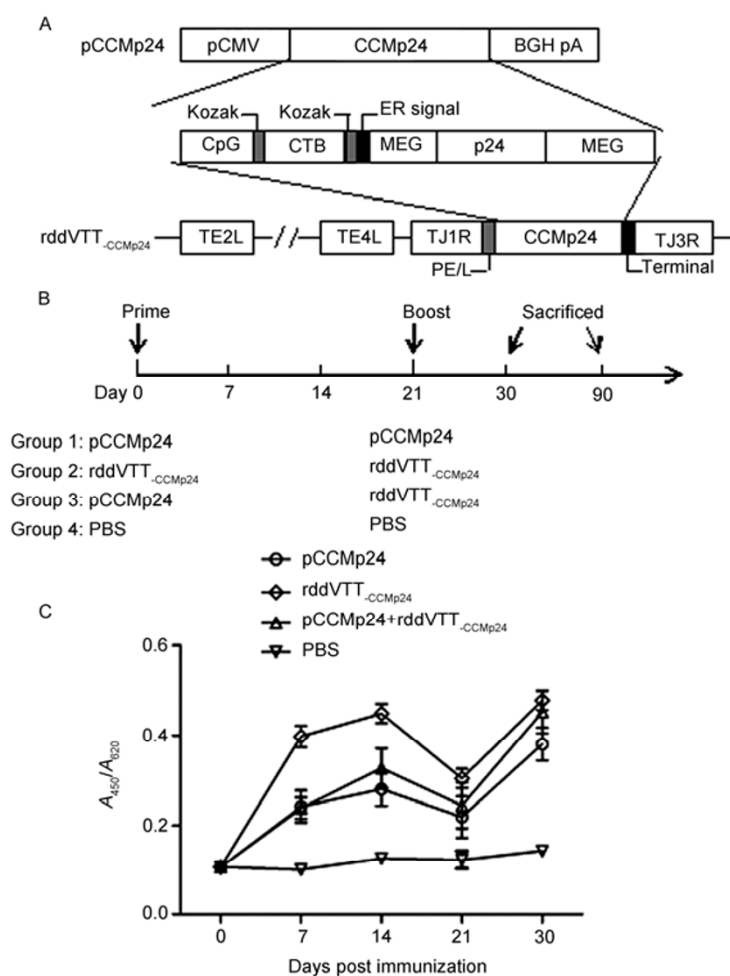 A
pCCMp24 pCMV CCMp24 BGH pA
Kozak Kozak ER signal
CpG CTB MEG p24 MEG
rddVTT-CCMp24 TE2L // TE4L TJ1R CCMp24 TJ3R
PE/L Terminal
B
Prime Boost Sacrificed
Day 0 7 14 21 30 90
Group 1: pCCMp24 pCCMp24
Group 2: rddVTT-CCMp24 rddVTT-CCMp24
Group 3: pCCMp24 rddVTT-CCMp24
Group 4: PBS PBS
C
pCCMp24
rddVTT-CCMp24
pCCMp24+rddVTT-CCMp24
PBS
0.6
0.4
0.2
0.0
A450/A620
0 7 14 21 30
Days post immunization